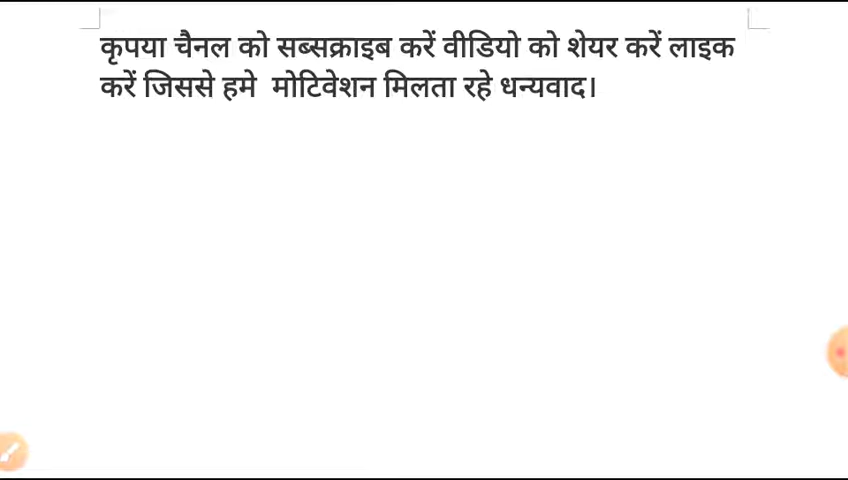 कृपया चैनल को सब्सक्राइब करें वीडियो को शेयर करें लाइक
करें जिससे हमे मोटिवेशन मिलता रहे धन्यवाद।